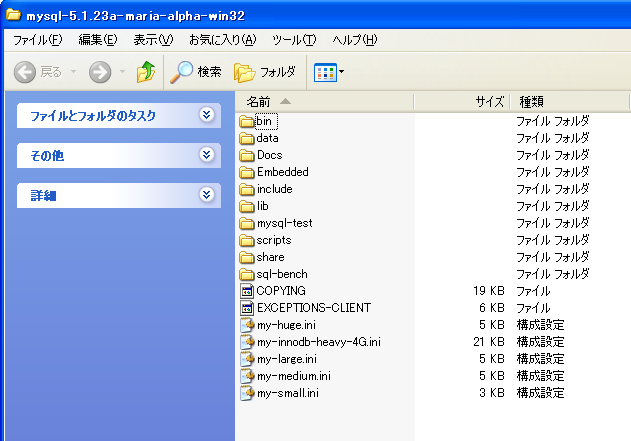 mysql-5.1.23a-maria-alpha-win32
ファイル(F) 編集(E) 表示(V) お気に入り(A) ツール(T) ヘルプ(H)
戻る 検索 フォルダ
ファイルとフォルダのタスク
その他
詳細
名前 サイズ 種類
bin ファイル フォルダ
data ファイル フォルダ
Docs ファイル フォルダ
Embedded ファイル フォルダ
include ファイル フォルダ
lib ファイル フォルダ
mysql-test ファイル フォルダ
scripts ファイル フォルダ
share ファイル フォルダ
sql-bench ファイル フォルダ
COPYING 19 KB ファイル
EXCEPTIONS-CLIENT 6 KB ファイル
my-huge.ini 5 KB 構成設定
my-innodb-heavy-4G.ini 21 KB 構成設定
my-large.ini 5 KB 構成設定
my-medium.ini 5 KB 構成設定
my-small.ini 3 KB 構成設定